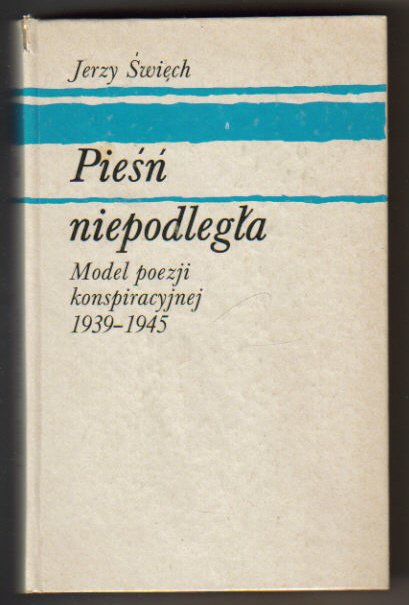 Jerzy Święch
Pieśń
niepodległa
Model poezji
konspiracyjnej
1939–1945